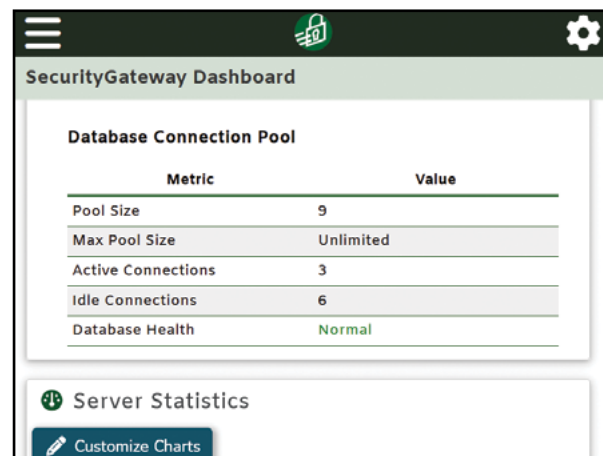 SecurityGateway Dashboard
Database Connection Pool
Metric Value
Pool Size 9
Max Pool Size Unlimited
Active Connections 3
Idle Connections 6
Database Health Normal
Server Statistics
Customize Charts